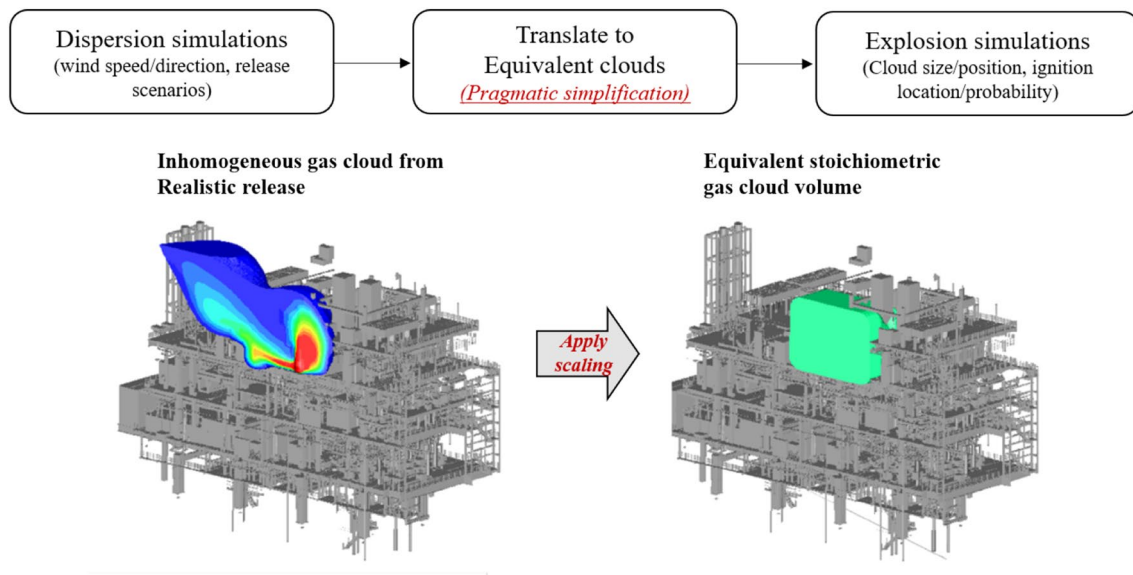 Dispersion simulations
(wind speed/direction, release
scenarios)
Translate to
Equivalent clouds
(Pragmatic simplification)
Explosion simulations
(Cloud size/position, ignition
location/probability)
Inhomogeneous gas cloud from
Realistic release
Equivalent stoichiometric
gas cloud volume
Apply
scaling